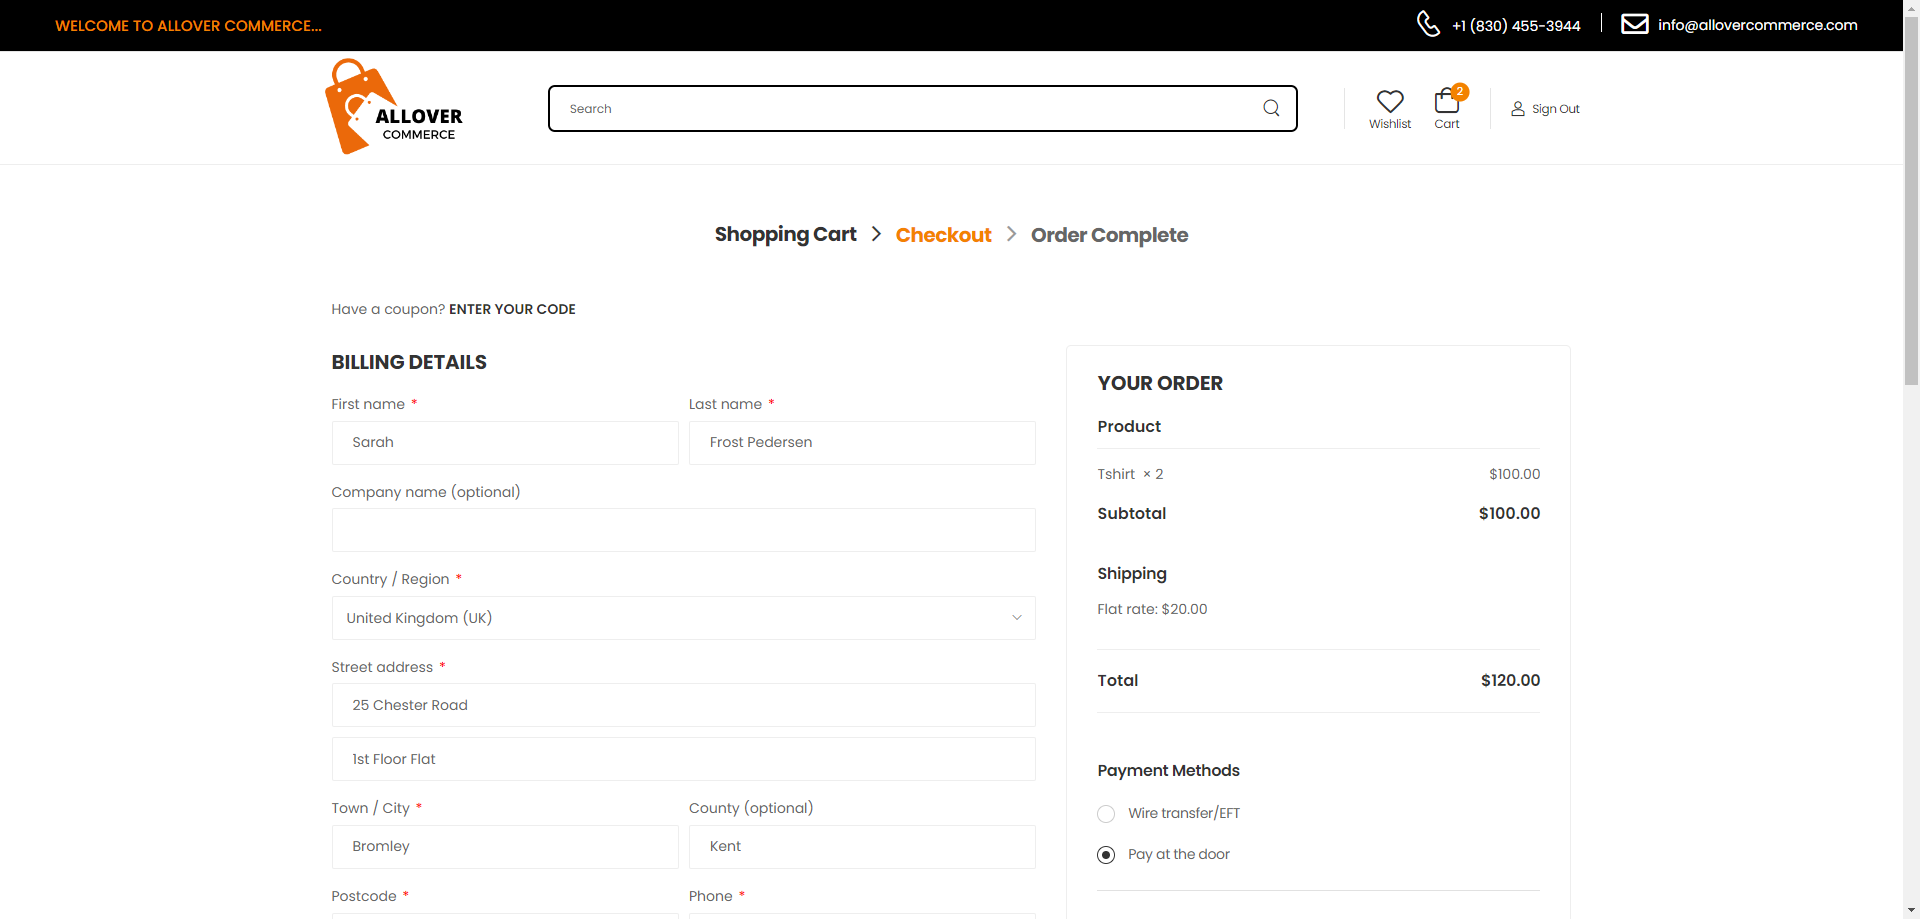 WELCOME TO ALLOVER COMMERCE...
+1 (830) 455-3944
info@allovercommerce.com
ALLOVER
COMMERCE
Search
Wishlist
2
Cart
Sign Out
Shopping Cart
Checkout
Order Complete
Have a coupon? ENTER YOUR CODE
BILLING DETAILS
First name *
Last name *
Sarah
Frost Pedersen
Company name (optional)
Country / Region *
United Kingdom (UK)
Street address *
25 Chester Road
1st Floor Flat
Town / City *
County (optional)
Bromley
Kent
Postcode *
Phone *
YOUR ORDER
Product
Tshirt × 2 $100.00
Subtotal $100.00
Shipping
Flat rate: $20.00
Total $120.00
Payment Methods
Wire transfer/EFT
Pay at the door